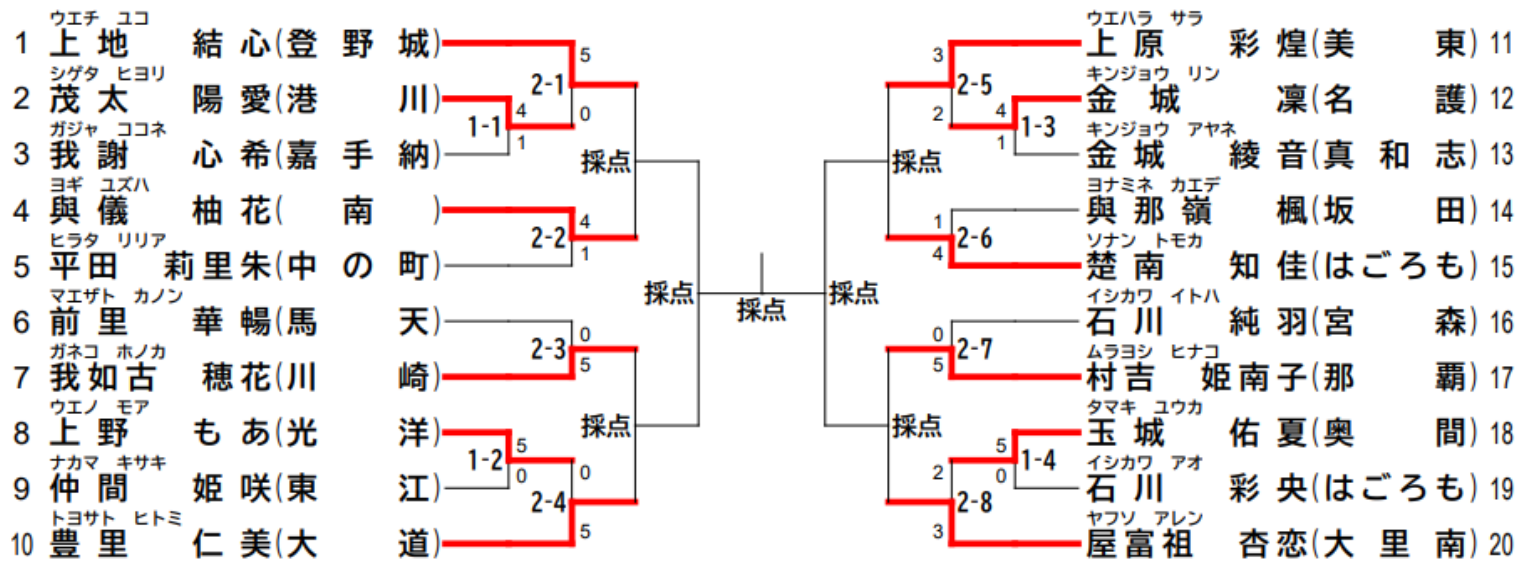 ウエチ ユコ
1 上地 結心(登野城)
シゲタ ヒヨリ
2 茂太 陽愛(港川)
ガジャ ココネ
3 我謝 心希(嘉手納)
ヨギ ユズハ
4 與儀 柚花(南)
ヒラタ リリア
5 平田 莉里朱(中の町)
マエザト カノン
6 前里 華暢(馬天)
ガネコ ホノカ
7 我如古 穂花(川崎)
ウエノ モア
8 上野 もあ(光洋)
ナカマ キサキ
9 仲間 姫咲(東江)
トヨサト ヒトミ
10 豊里 仁美(大道)
5
2-1
0
4
1-1
1
採点
4
2-2
1
採点
0
2-3
5
採点
5
1-2
0
0
2-4
5
採点
3
2-5
2
4
1-3
1
採点
1
2-6
4
採点
0
2-7
5
採点
5
1-4
0
2
2-8
3
ウエハラ サラ
上原 彩煌(美東) 11
キンジョウ リン
金城 凜(名護) 12
キンジョウ アヤネ
金城 綾音(真和志) 13
ヨナミネ カエデ
與那嶺 楓(坂田) 14
ソナン トモカ
楚南 知佳(はごろも) 15
イシカワ イトハ
石川 純羽(宮森) 16
ムラヨシ ヒナコ
村吉 姫南子(那覇) 17
タマキ ユウカ
玉城 佑夏(奥間) 18
イシカワ アオ
石川 彩央(はごろも) 19
ヤフソ アレン
屋富祖 杏恋(大里南) 20